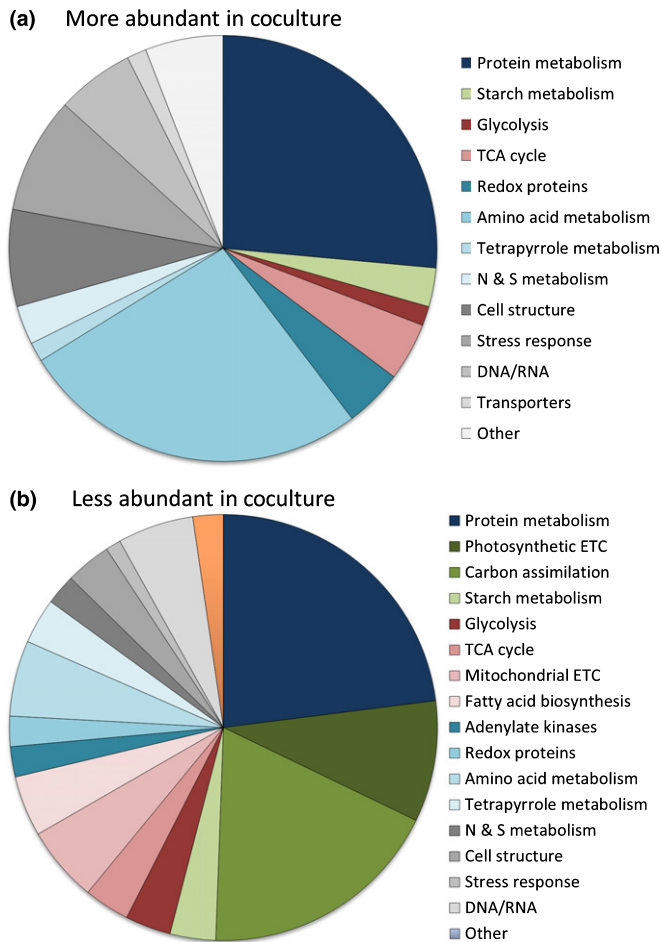 (a) More abundant in coculture
Protein metabolism
Starch metabolism
Glycolysis
TCA cycle
Redox proteins
Amino acid metabolism
Tetrapyrrole metabolism
N & S metabolism
Cell structure
Stress response
DNA/RNA
Transporters
Other
(b) Less abundant in coculture
Protein metabolism
Photosynthetic ETC
Carbon assimilation
Starch metabolism
Glycolysis
TCA cycle
Mitochondrial ETC
Fatty acid biosynthesis
Adenylate kinases
Redox proteins
Amino acid metabolism
Tetrapyrrole metabolism
N & S metabolism
Cell structure
Stress response
DNA/RNA
Other